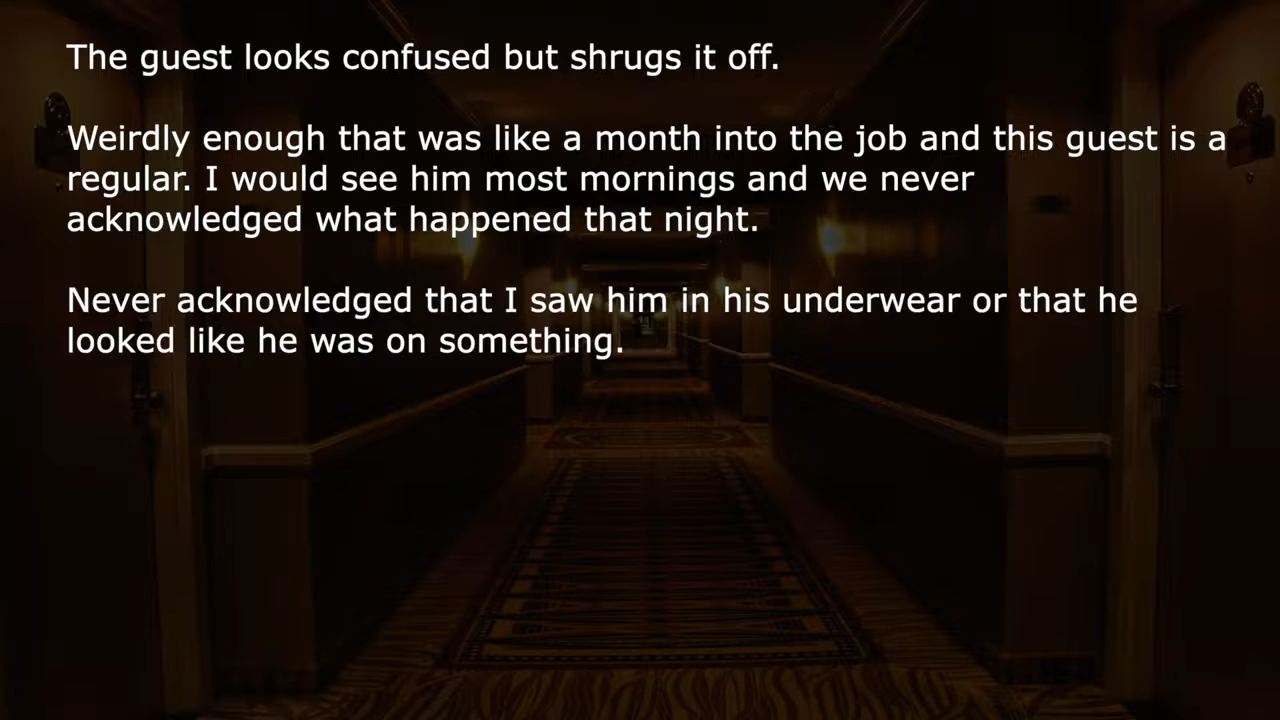 The guest looks confused but shrugs it off.
Weirdly enough that was like a month into the job and this guest is a
regular. I would see him most mornings and we never
acknowledged what happened that night.
Never acknowledged that I saw him in his underwear or that he
looked like he was on something.